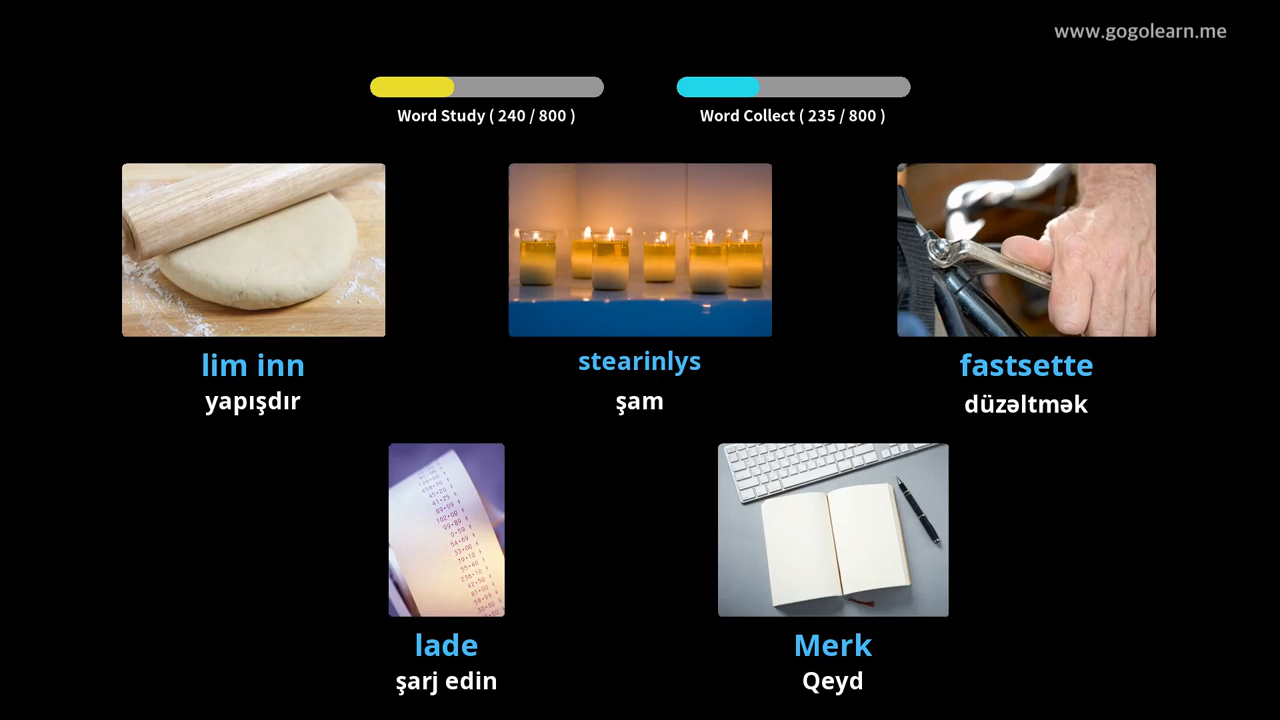 www.gogolearn.me
Word Study ( 240 / 800 )
Word Collect ( 235 / 800 )
lim inn
yapışdır
stearinlys
şam
fastsette
düzəltmək
lade
şarj edin
Merk
Qeyd